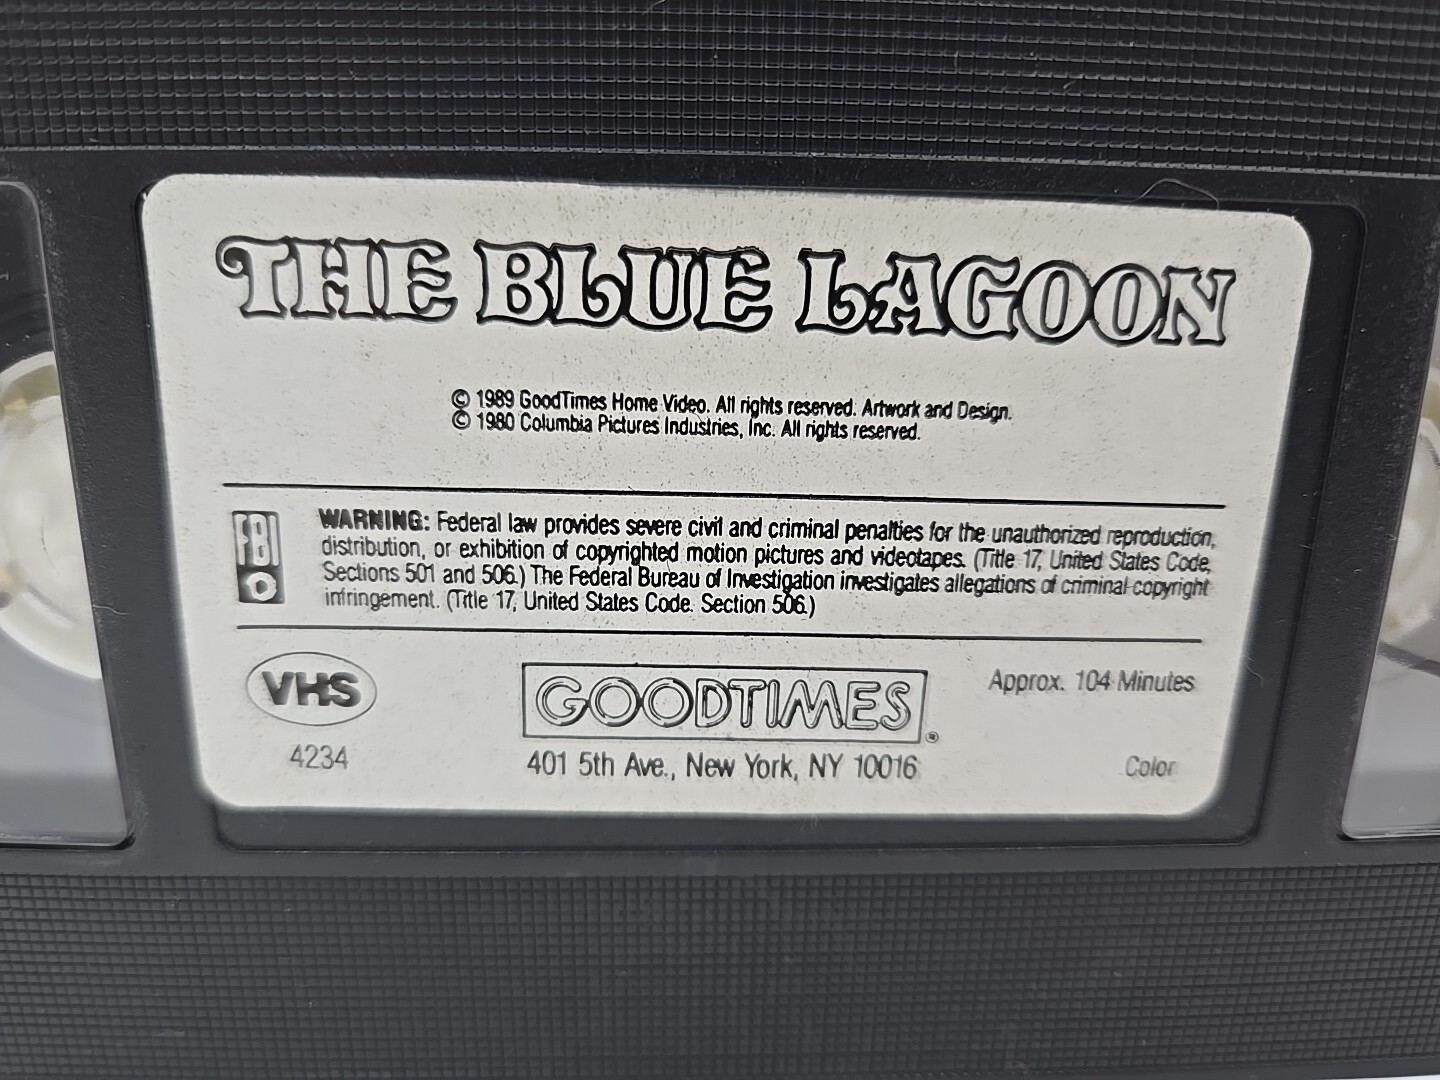 THE BLUE LAGOON
© 1989 GoodTimes Home Video. All rights reserved. Artwork and Design.
© 1980 Columbia Pictures Industries, Inc. All rights reserved.
FBI
WARNING: Federal law provides severe civil and criminal penalties for the unauthorized reproduction,
distribution, or exhibition of copyrighted motion pictures and videotapes. (Title 17, United States Code,
Sections 501 and 506.) The Federal Bureau of Investigation investigates allegations of criminal copyright
infringement. (Title 17, United States Code. Section 506.)
VHS
4234
GOODTIMES®
401 5th Ave., New York, NY 10016
Approx. 104 Minutes
Color